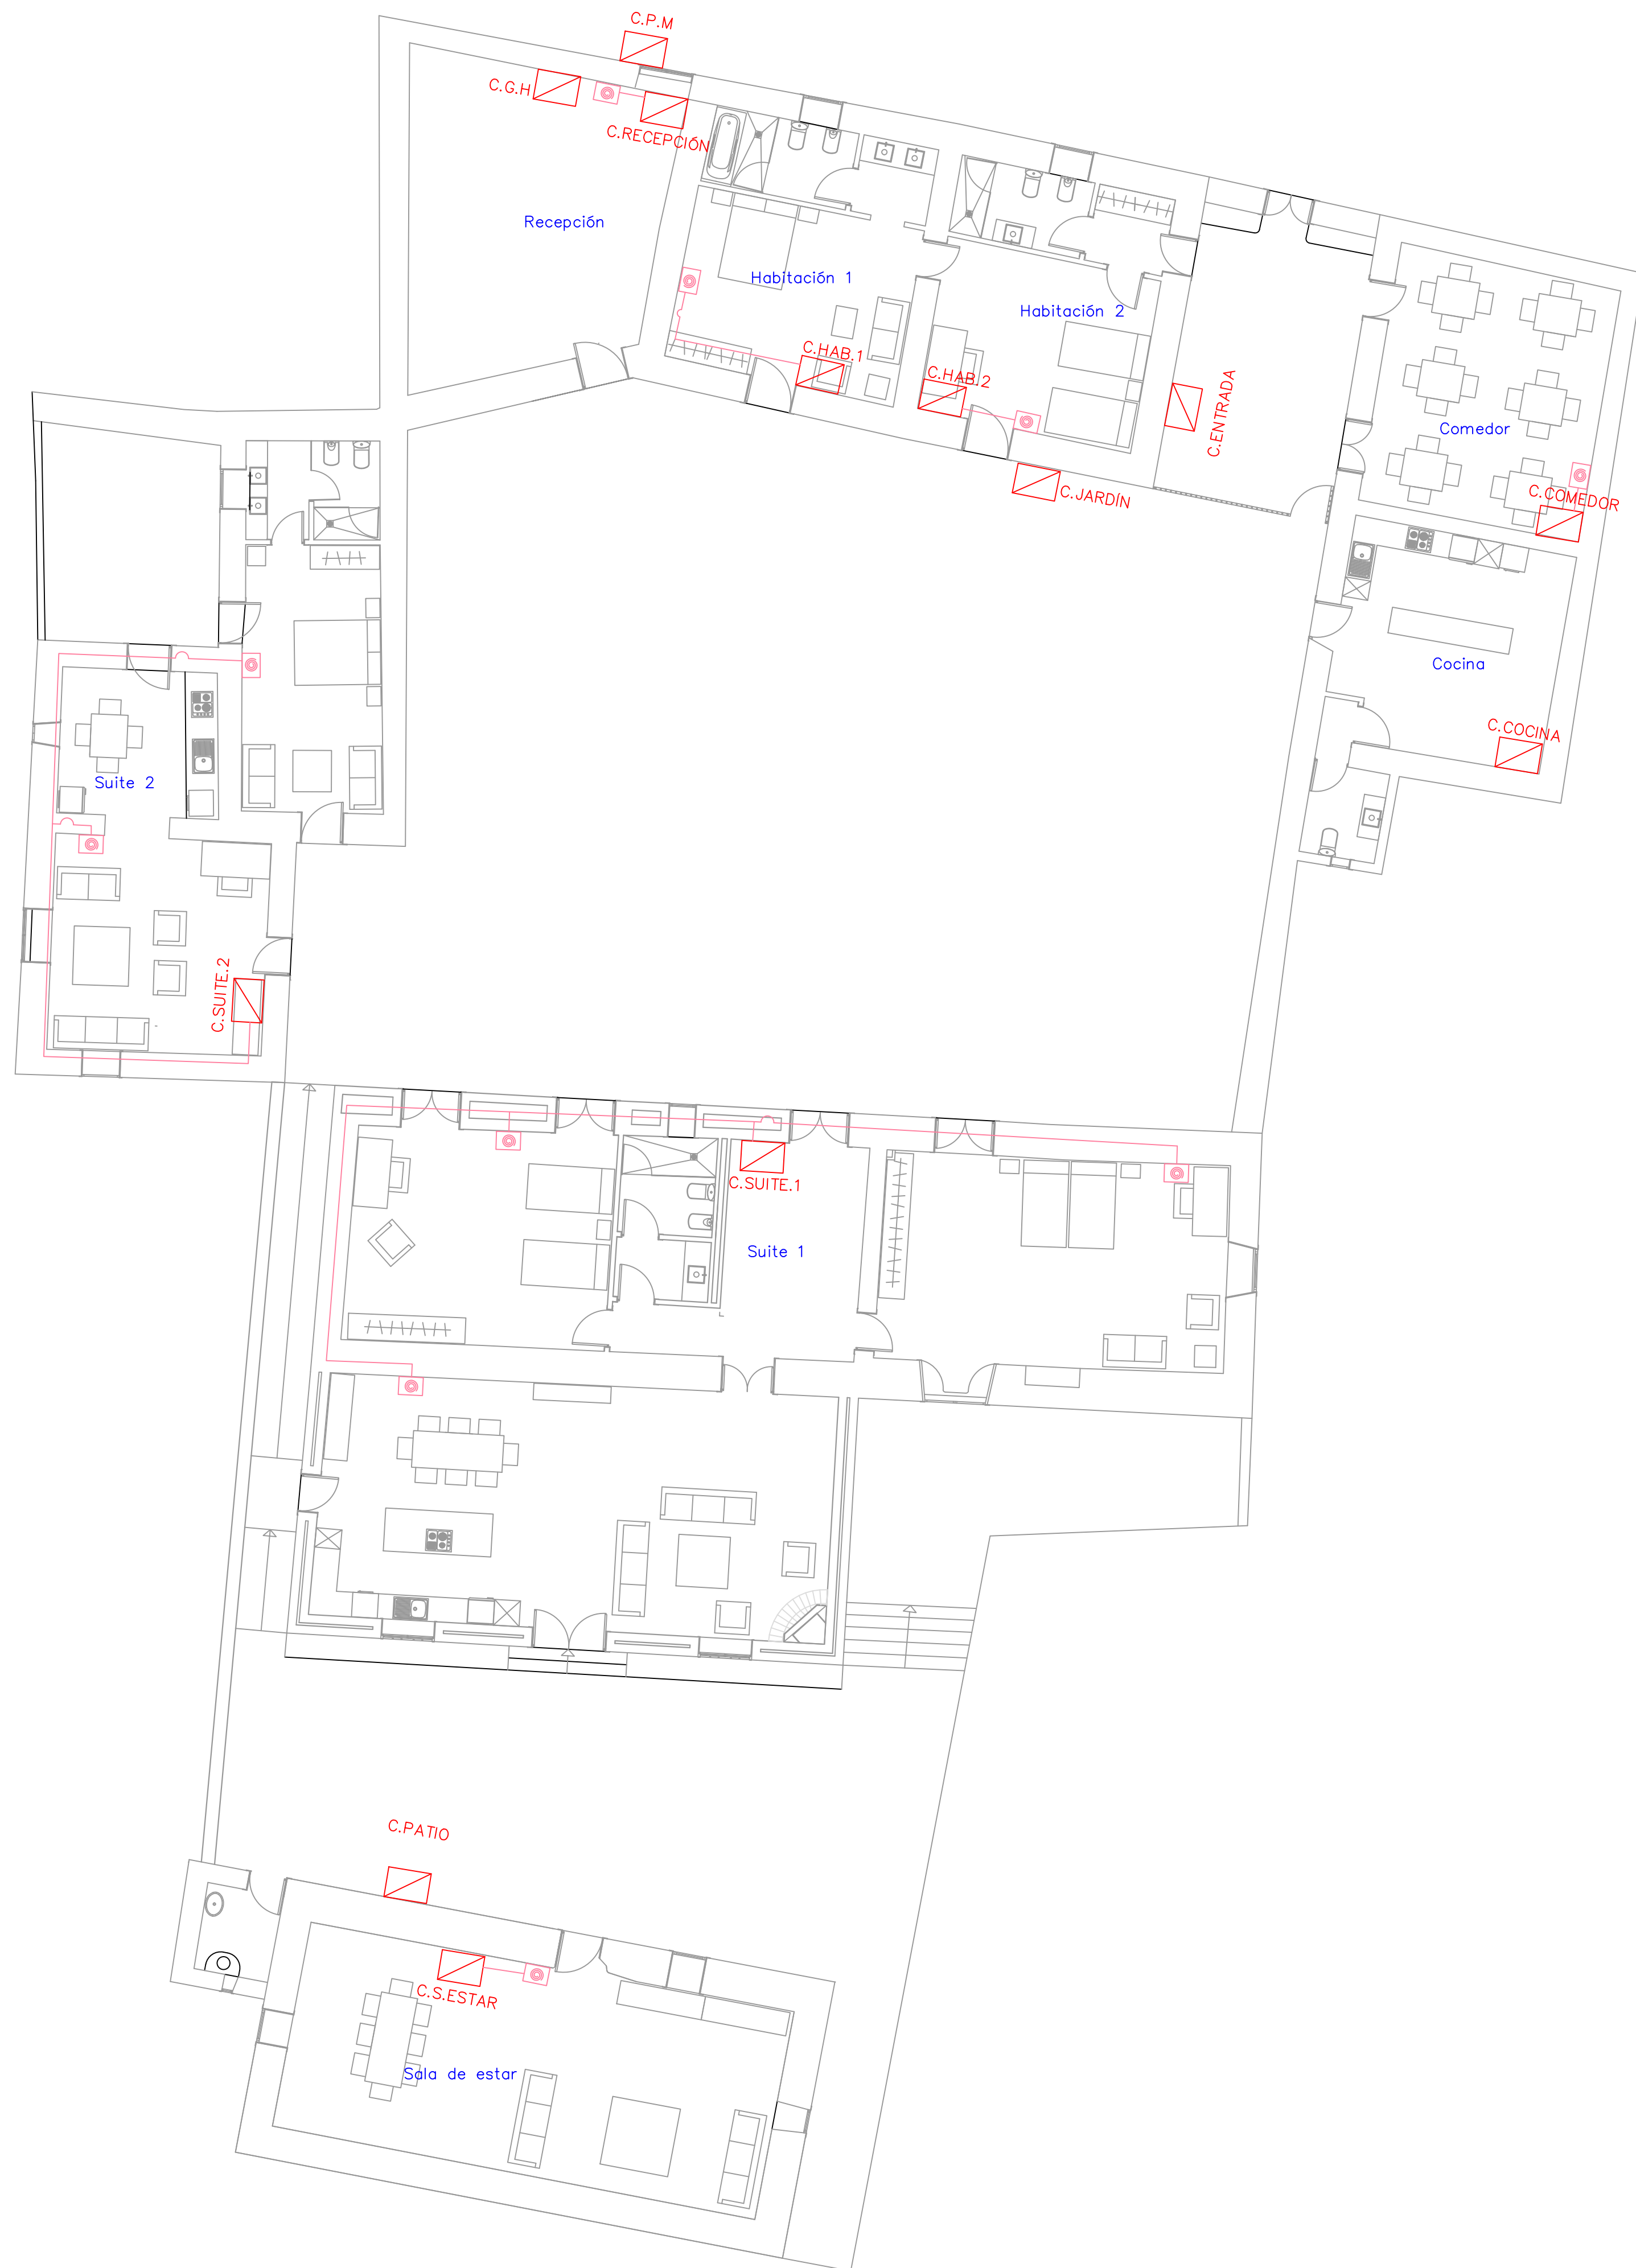 C.P.M
C.G.H
C.RECEPCIÓN
Recepción
Habitación 1
Habitación 2
C.HAB.1
C.HAB.2
C.ENTRADA
Comedor
C.JARDÍN
C.COMEDOR
Cocina
C.COCINA
Suite 2
C.SUITE.2
C.SUITE.1
Suite 1
C.PATIO
C.S.ESTAR
Sala de estar